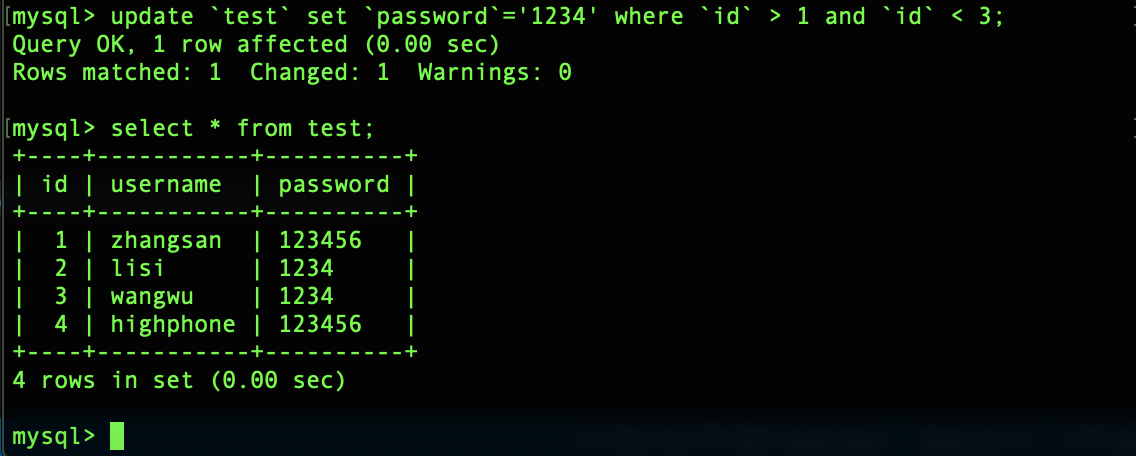 [mysql> update `test` set `password`='1234' where `id` > 1 and `id` < 3;
Query OK, 1 row affected (0.00 sec)
Rows matched: 1  Changed: 1  Warnings: 0
[mysql> select * from test;
+----+-----------+----------+
| id | username  | password |
+----+-----------+----------+
|  1 | zhangsan  | 123456   |
|  2 | lisi      | 1234     |
|  3 | wangwu    | 1234     |
|  4 | highphone | 123456   |
+----+-----------+----------+
4 rows in set (0.00 sec)
mysql>